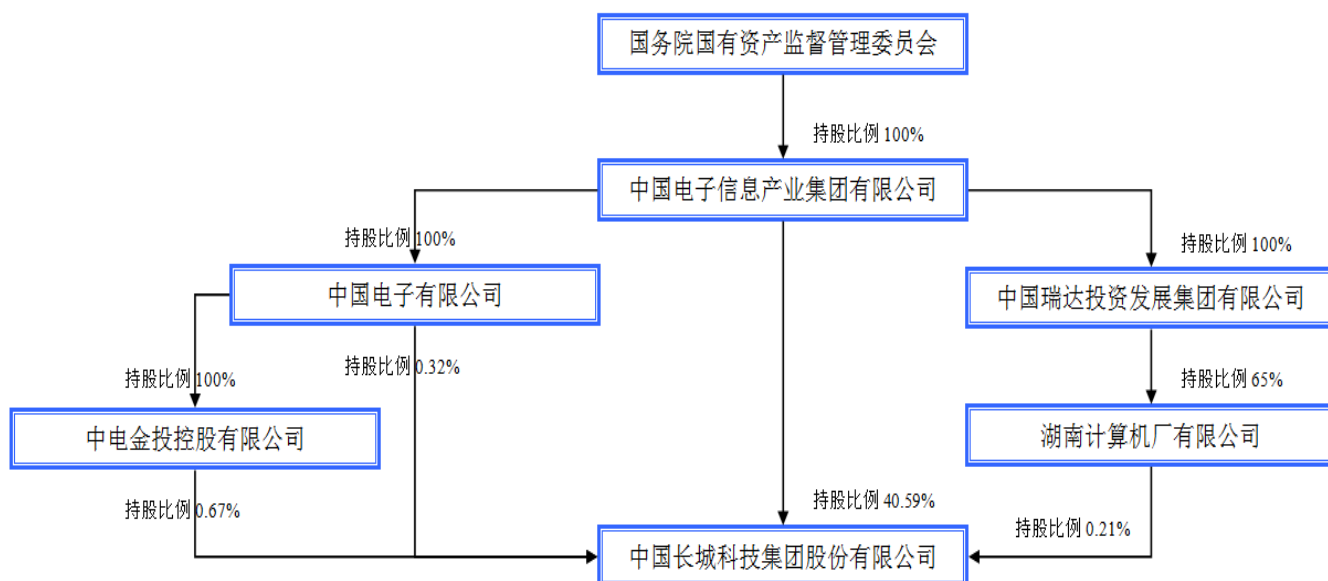 国务院国有资产监督管理委员会
持股比例 100%
中国电子信息产业集团有限公司
持股比例 100%
持股比例 100%
中国电子有限公司
中国瑞达投资发展集团有限公司
持股比例 100%
持股比例 0.32%
持股比例 65%
中电金投控股有限公司
湖南计算机厂有限公司
持股比例 0.67%
持股比例 40.59%
持股比例 0.21%
中国长城科技集团股份有限公司